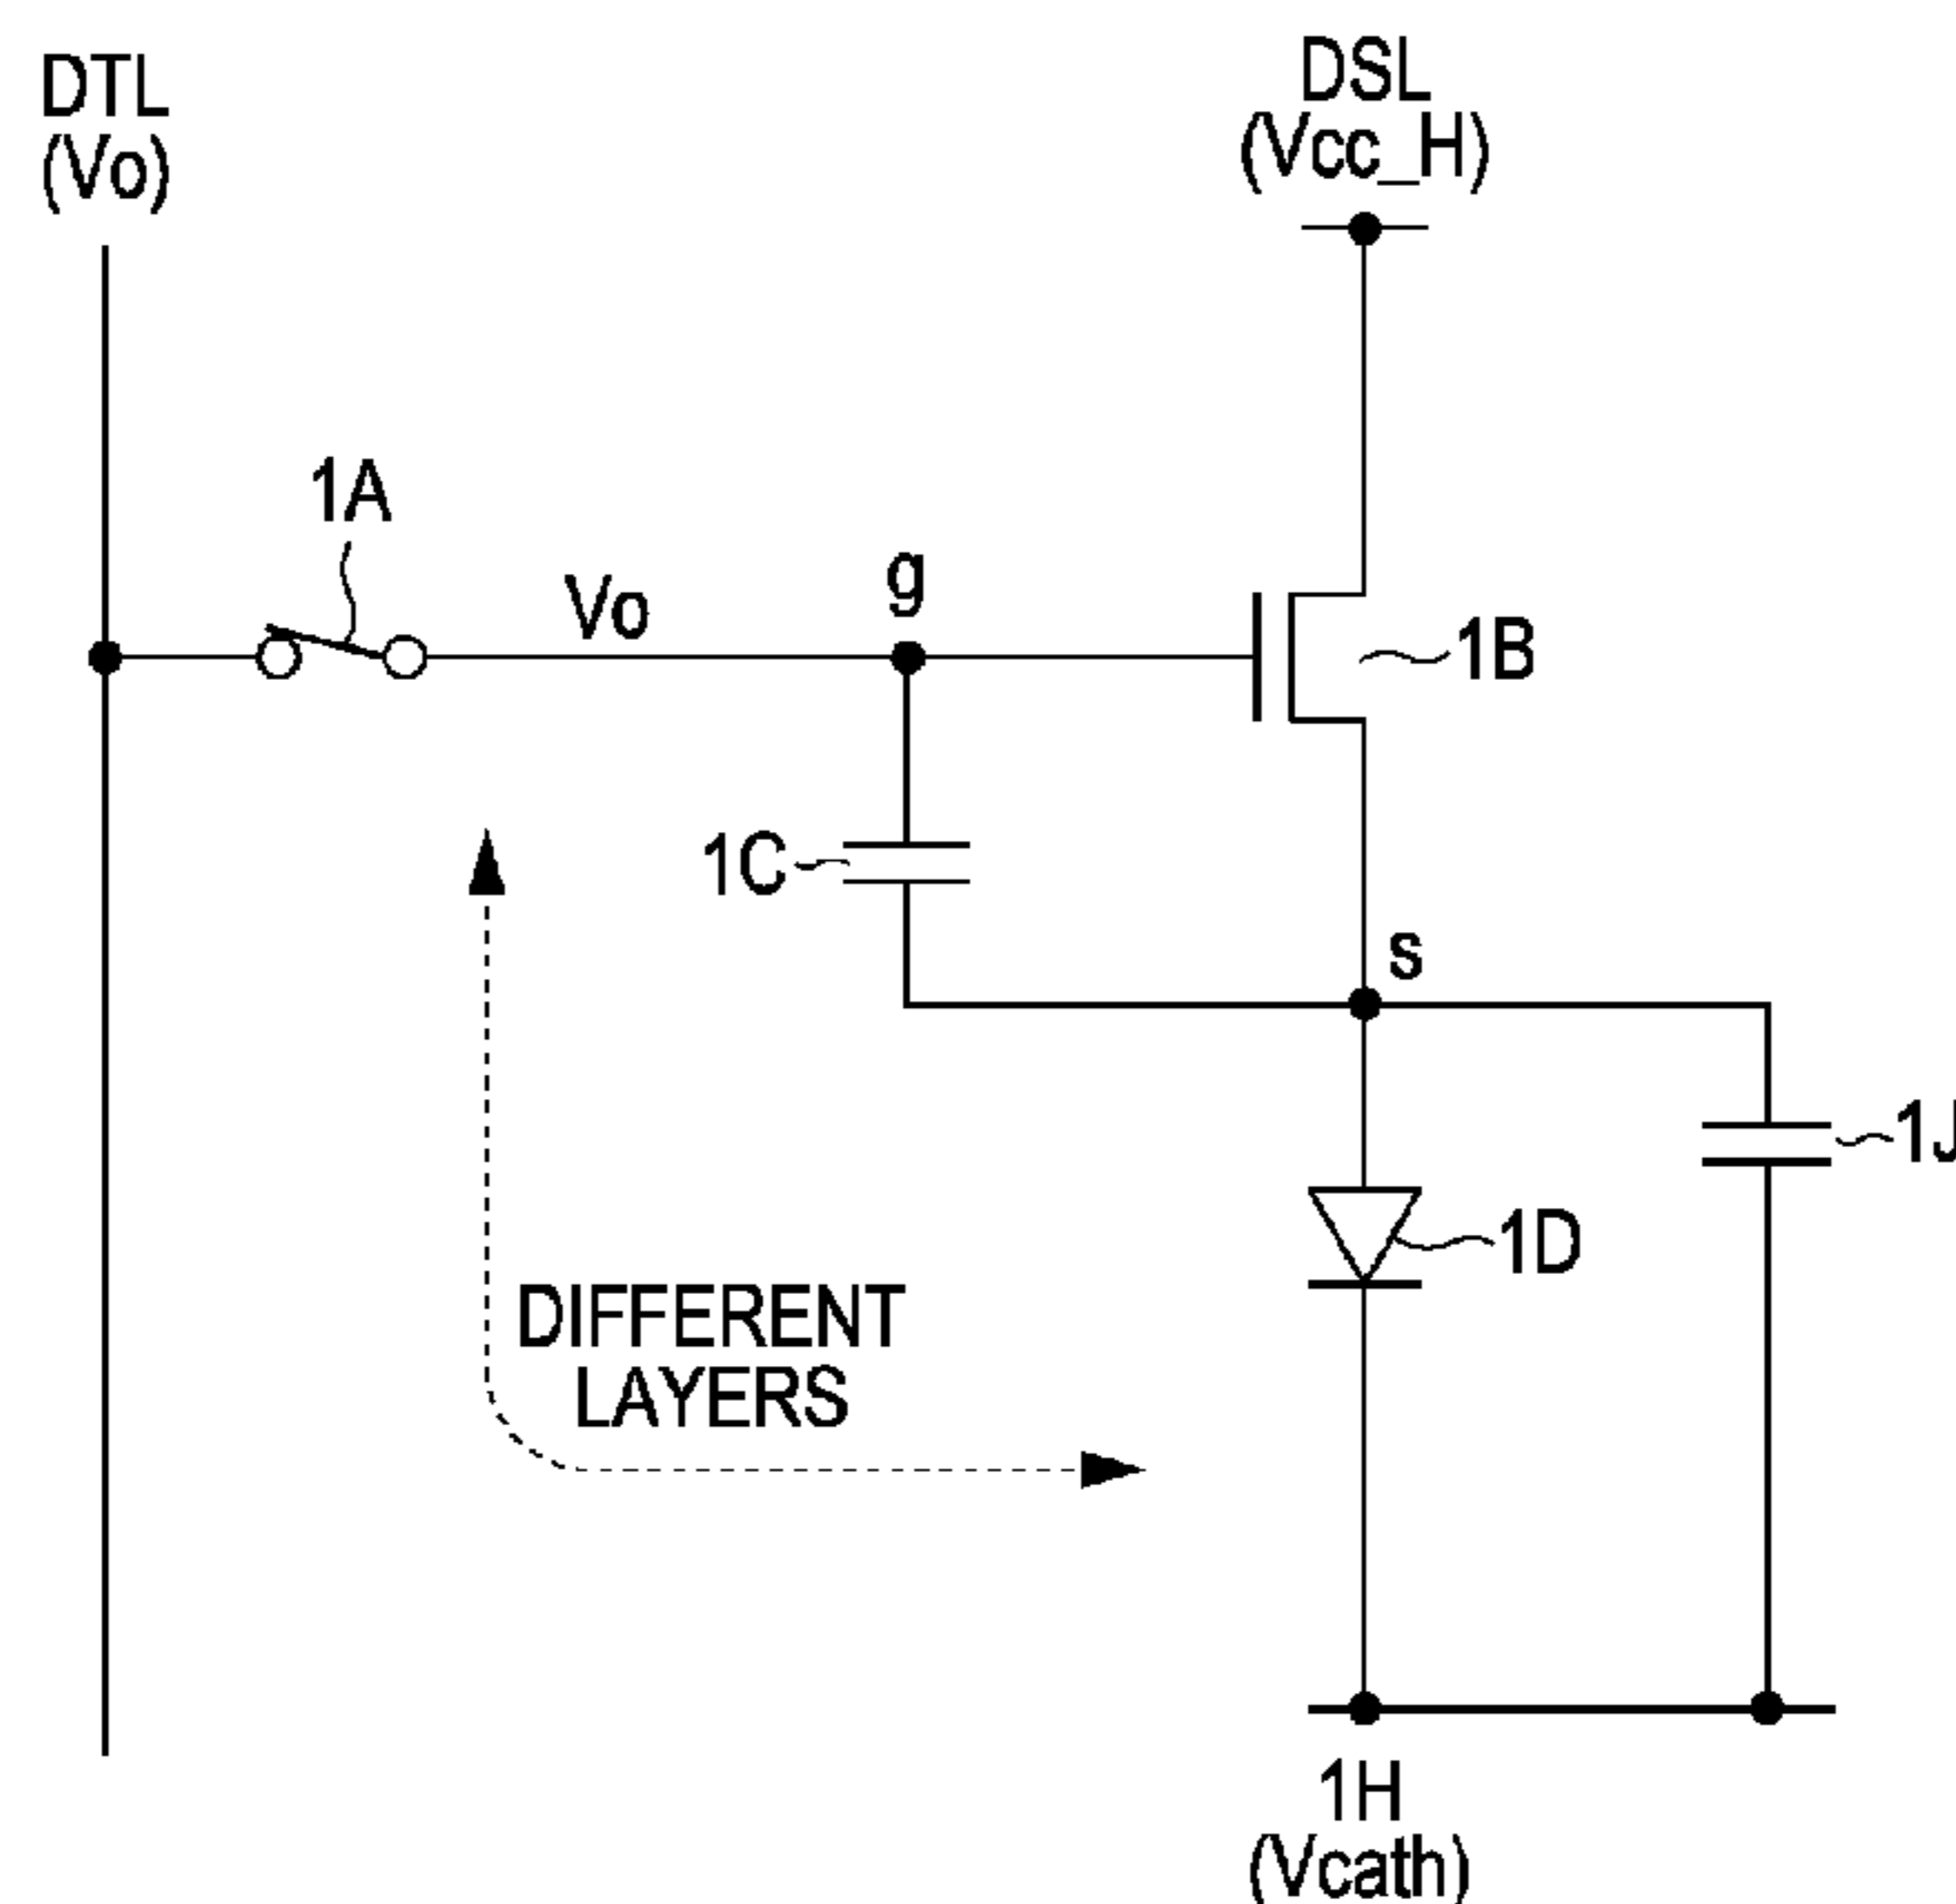 DTL
(Vo)
DSL
(Vcc_H)
1A
Vo
g
1B
1C
s
1J
1D
DIFFERENT
LAYERS
1H
(Vcath)